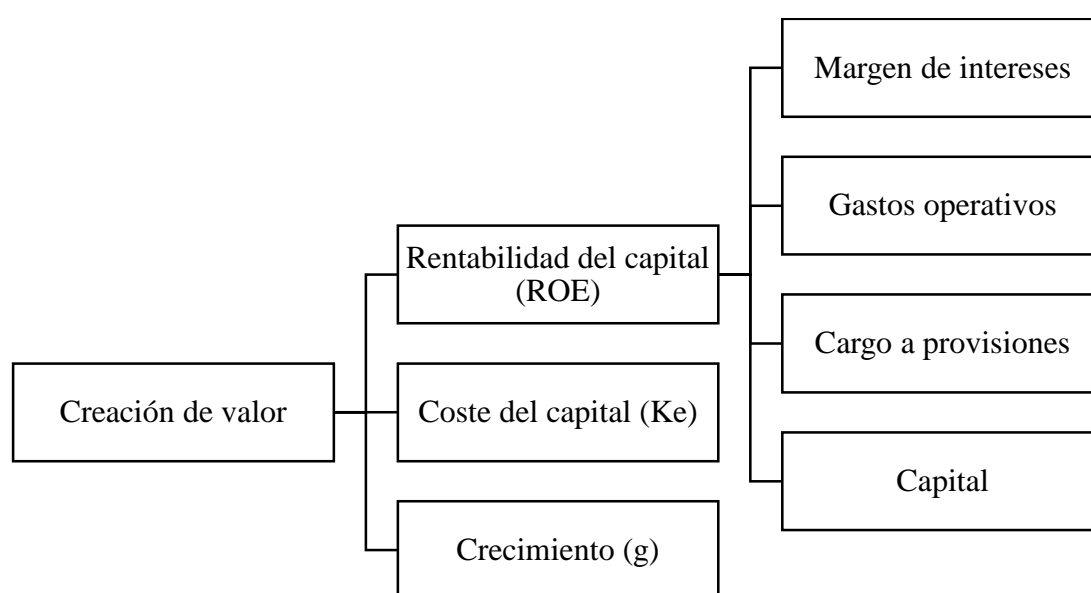 Margen de intereses
Gastos operativos
Rentabilidad del capital
(ROE)
Cargo a provisiones
Creación de valor
Coste del capital (Ke)
Capital
Crecimiento (g)